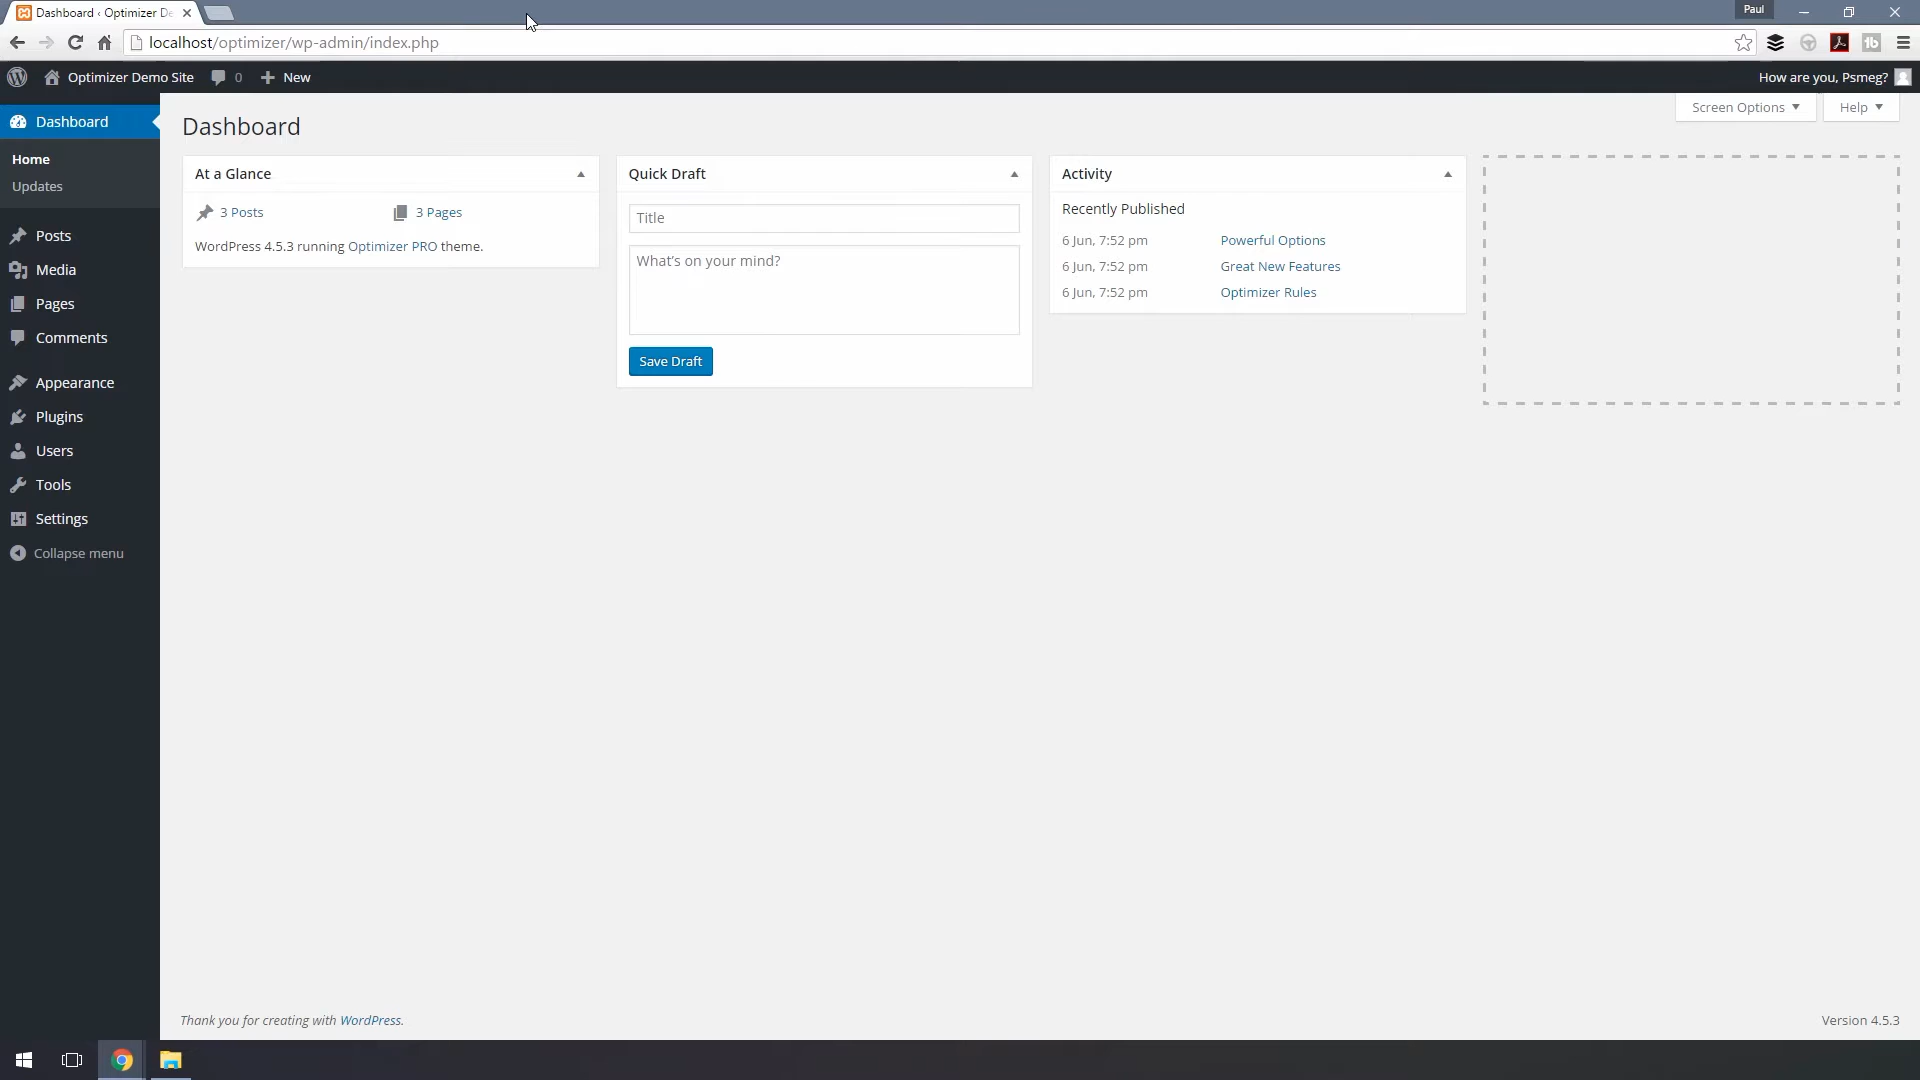 Dashboard ‹ Optimizer De
Paul
localhost/optimizer/wp-admin/index.php
Optimizer Demo Site
0
New
How are you, Psmeg?
Dashboard
Home
Updates
Posts
Media
Pages
Comments
Appearance
Plugins
Users
Tools
Settings
Collapse menu
Dashboard
Screen Options
Help
At a Glance
3 Posts
3 Pages
WordPress 4.5.3 running Optimizer PRO theme.
Quick Draft
Title
What's on your mind?
Save Draft
Activity
Recently Published
6 Jun, 7:52 pm Powerful Options
6 Jun, 7:52 pm Great New Features
6 Jun, 7:52 pm Optimizer Rules
Thank you for creating with WordPress.
Version 4.5.3